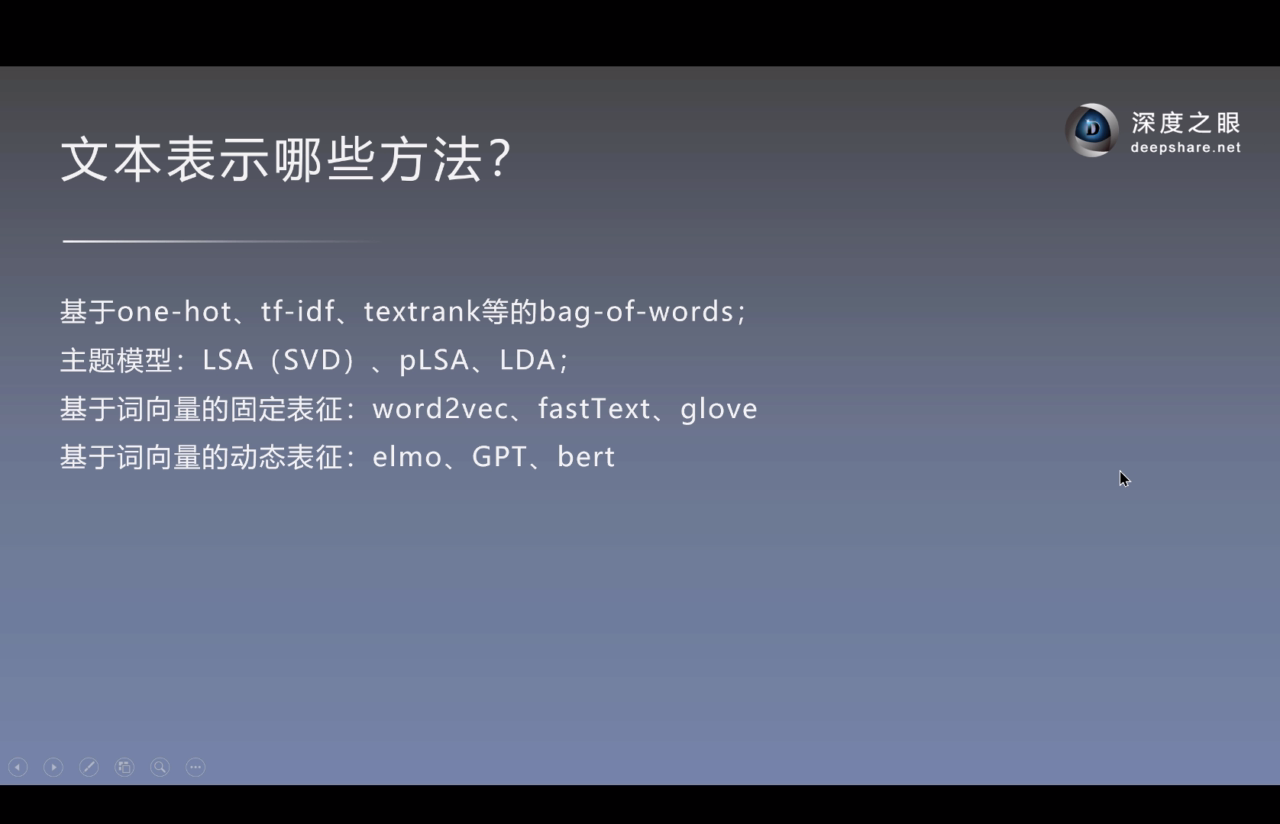 深度之眼
deepshare.net
文本表示哪些方法？
基于one-hot、tf-idf、textrank等的bag-of-words；
主题模型：LSA（SVD）、pLSA、LDA；
基于词向量的固定表征：word2vec、fastText、glove
基于词向量的动态表征：elmo、GPT、bert